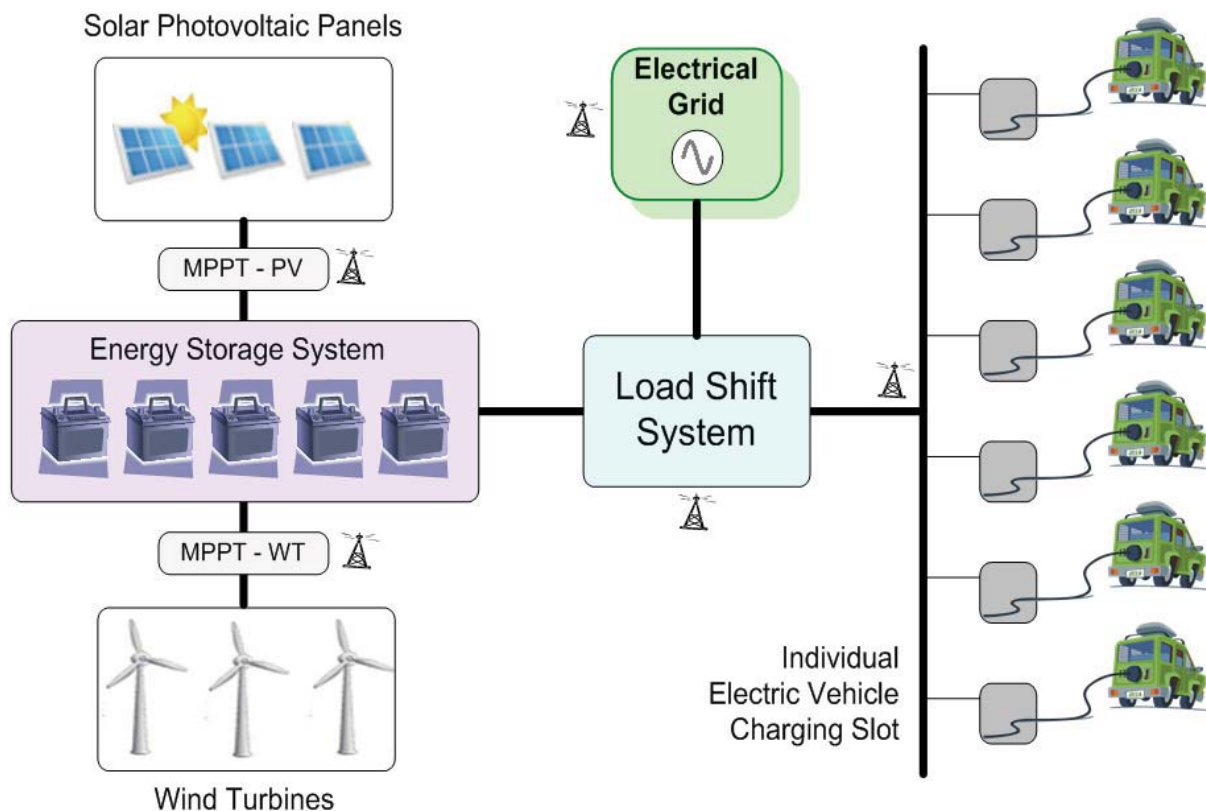 Solar Photovoltaic Panels
MPPT - PV
Energy Storage System
MPPT - WT
Wind Turbines
Electrical
Grid
Load Shift
System
Individual
Electric Vehicle
Charging Slot